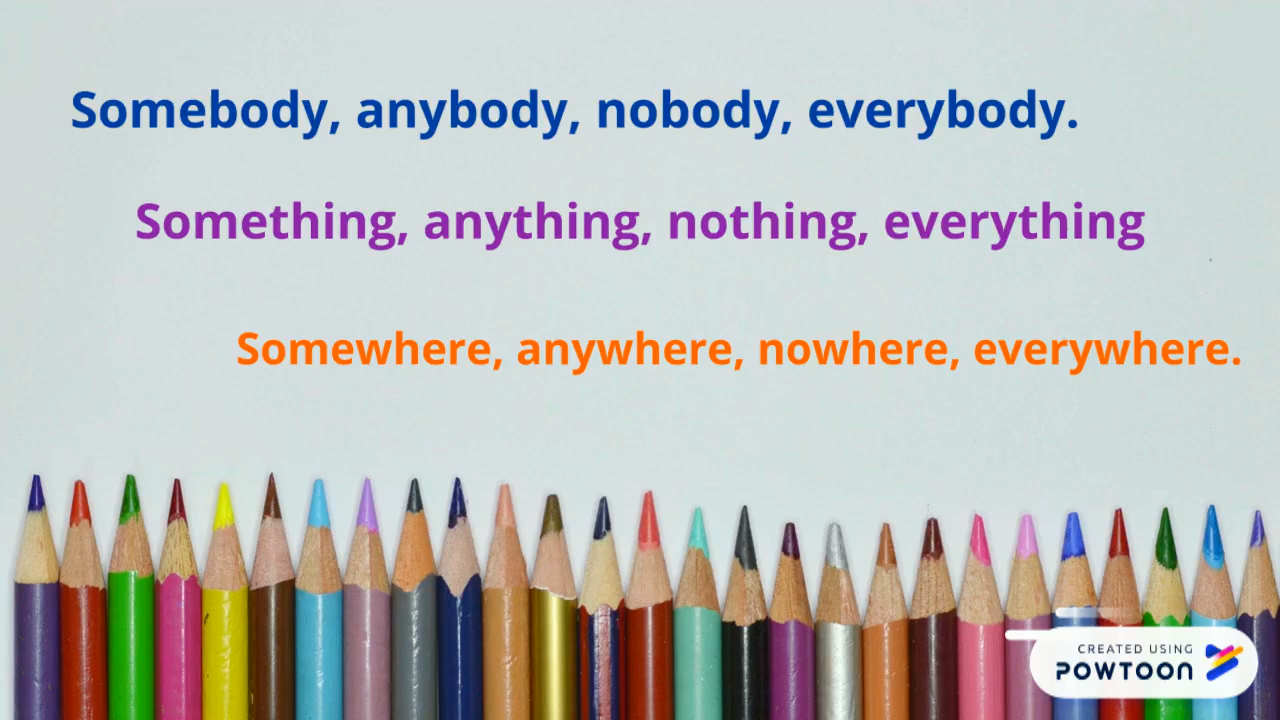 Somebody, anybody, nobody, everybody.
Something, anything, nothing, everything
Somewhere, anywhere, nowhere, everywhere.
CREATED USING
POWTOON